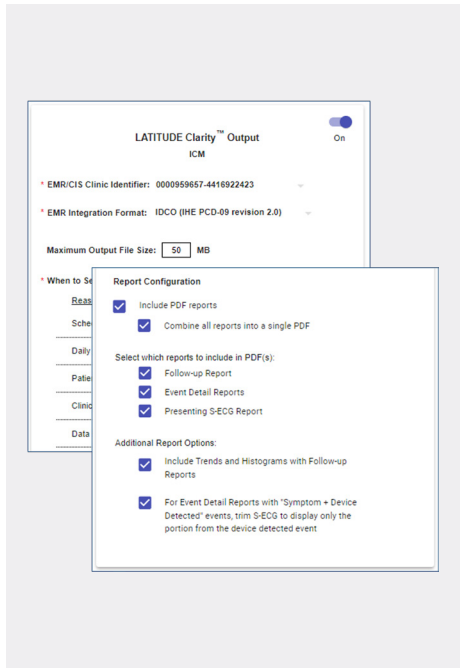 LATITUDE Clarity™ Output
On
ICM
* EMR/CIS Clinic Identifier: 0000959657-4416922423
* EMR Integration Format: IDCO (IHE PCD-09 revision 2.0)
Maximum Output File Size: 50 MB
* When to Se
Reas
Sche
Daily
Patie
Clinic
Data
Report Configuration
Include PDF reports
Combine all reports into a single PDF
Select which reports to include in PDF(s):
Follow-up Report
Event Detail Reports
Presenting S-ECG Report
Additional Report Options:
Include Trends and Histograms with Follow-up
Reports
For Event Detail Reports with "Symptom + Device
Detected" events, trim S-ECG to display only the
portion from the device detected event